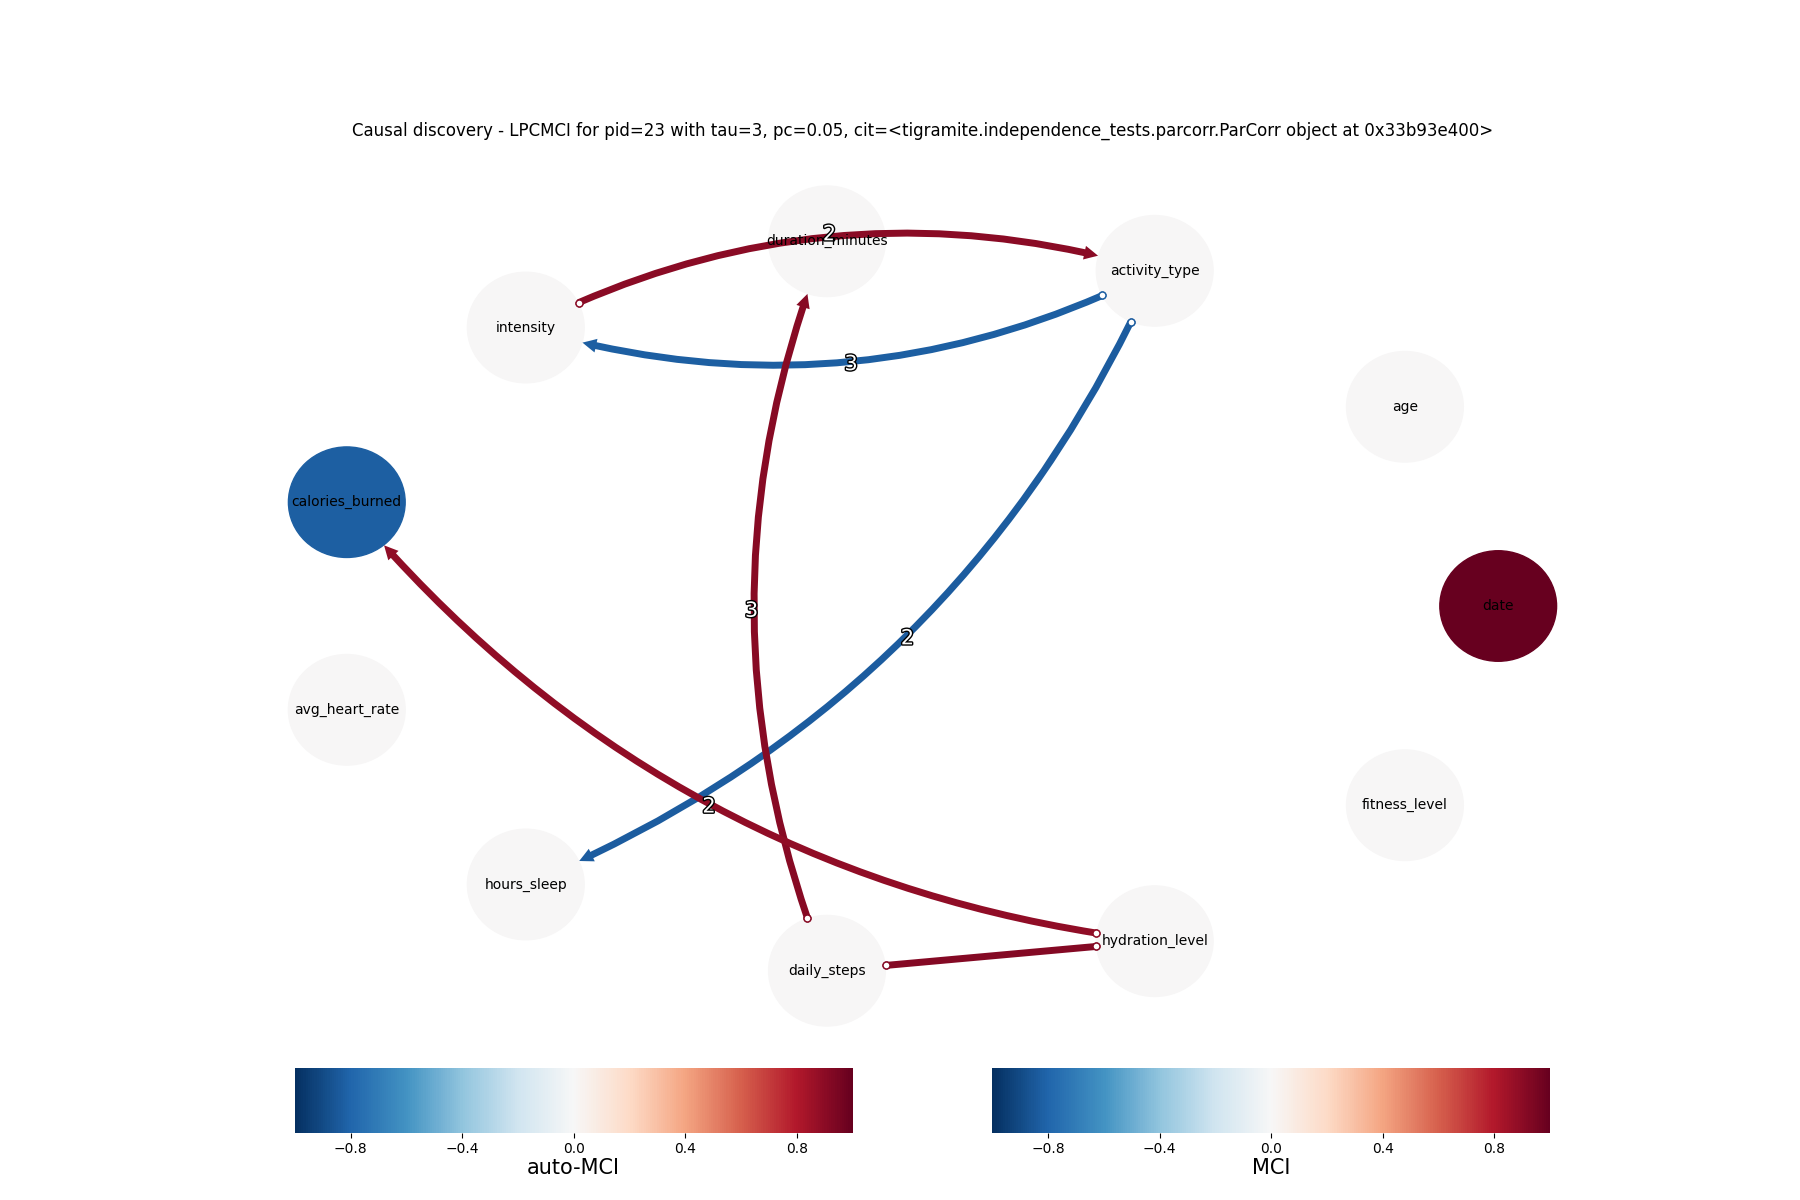 Causal discovery - LPCMCI for pid=23 with tau=3, pc=0.05, cit=<tigramite.independence_tests.parcorr.ParCorr object at 0x33b93e400>
2
duration_minutes
activity_type
intensity
3
age
calories_burned
date
3
2
avg_heart_rate
2
fitness_level
hours_sleep
hydration_level
daily_steps
−0.8 −0.4 0.0 0.4 0.8
auto-MCI
−0.8 −0.4 0.0 0.4 0.8
MCI